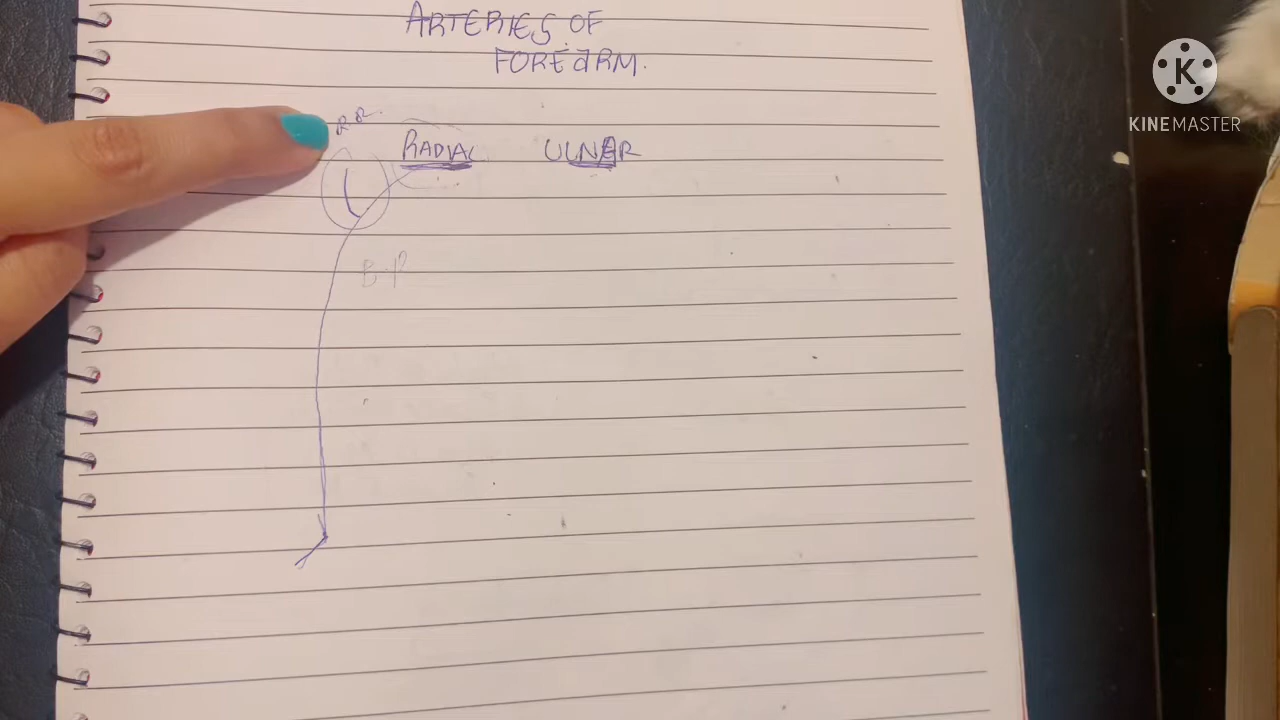 ARTERIES OF
FOREARM.
K
KINEMASTER
R R
RADIAL ULNAR
B.P